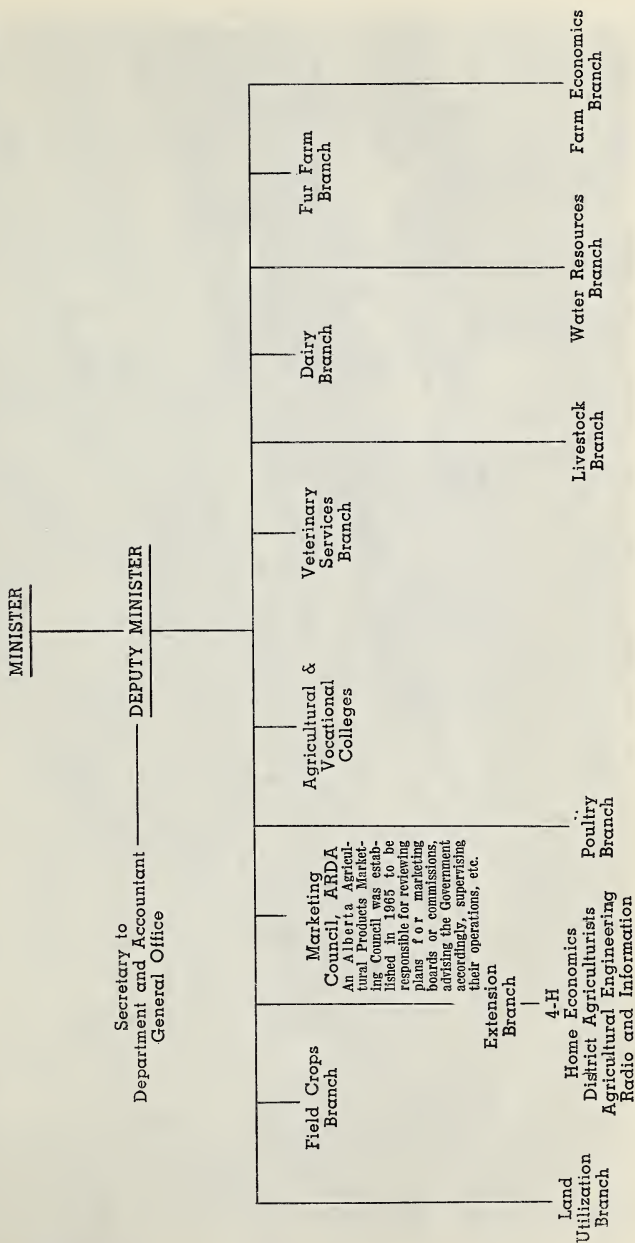 MINISTER
Secretary to
Department and Accountant
General Office
DEPUTY MINISTER
Field Crops
Branch
Marketing
Council, ARDA
An Alberta Agricul-
tural Products Market-
ing Council was estab-
lished in 1965 to be
responsible for reviewing
plans for marketing
boards or commissions,
advising the Government
accordingly, supervising
their operations, etc.
Agricultural &
Vocational
Colleges
Veterinary
Services
Branch
Dairy
Branch
Fur Farm
Branch
Land
Utilization
Branch
Extension
Branch
4-H
Home Economics
District Agriculturists
Agricultural Engineering
Radio and Information
Poultry
Branch
Livestock
Branch
Water Resources
Branch
Farm Economics
Branch